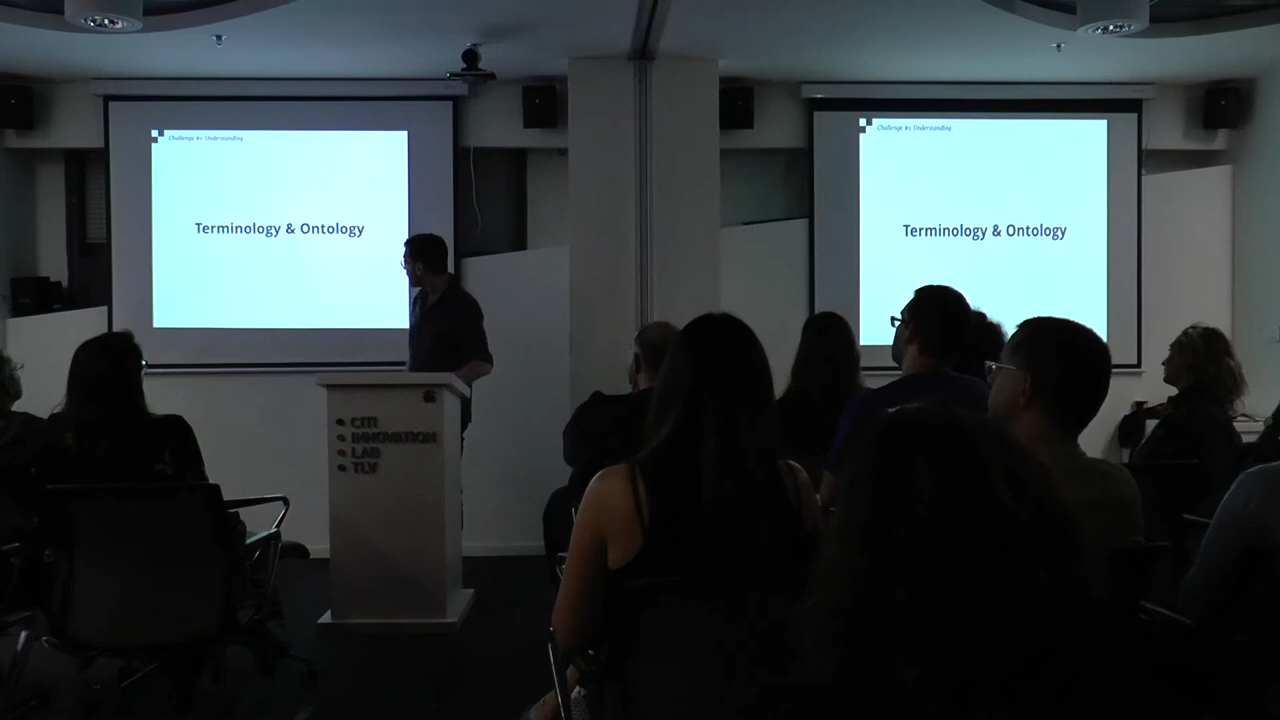 Challenge #1: Understanding
Terminology & Ontology
Challenge #1: Understanding
Terminology & Ontology
CITI
INNOVATION
LAB
TLV